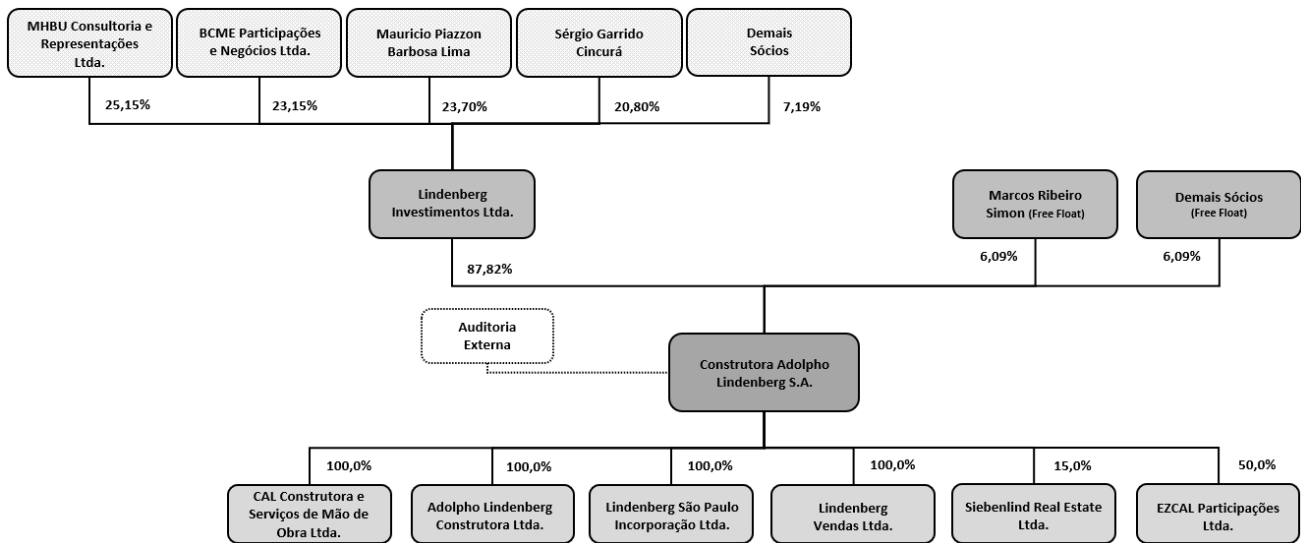 MHBU Consultoria e
Representações
Ltda.
BCME Participações
e Negócios Ltda.
Mauricio Piazzon
Barbosa Lima
Sérgio Garrido
Cincurá
Demais
Sócios
25,15%
23,15%
23,70%
20,80%
7,19%
Lindenberg
Investimentos Ltda.
Marcos Ribeiro
Simon (Free Float)
Demais Sócios
(Free Float)
87,82%
6,09%
6,09%
Auditoria
Externa
Construtora Adolpho
Lindenberg S.A.
100,0%
100,0%
100,0%
100,0%
15,0%
50,0%
CAL Construtora e
Serviços de Mão de
Obra Ltda.
Adolpho Lindenberg
Construtora Ltda.
Lindenberg São Paulo
Incorporação Ltda.
Lindenberg
Vendas Ltda.
Siebenlind Real Estate
Ltda.
EZCAL Participações
Ltda.